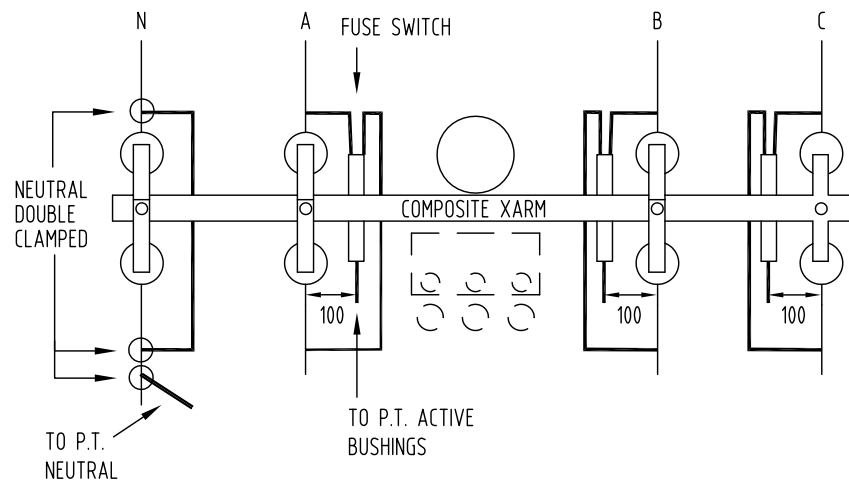 N
A
B
C
FUSE SWITCH
NEUTRAL
DOUBLE
CLAMPED
COMPOSITE XARM
100
100
100
TO P.T. ACTIVE
BUSHINGS
TO P.T.
NEUTRAL